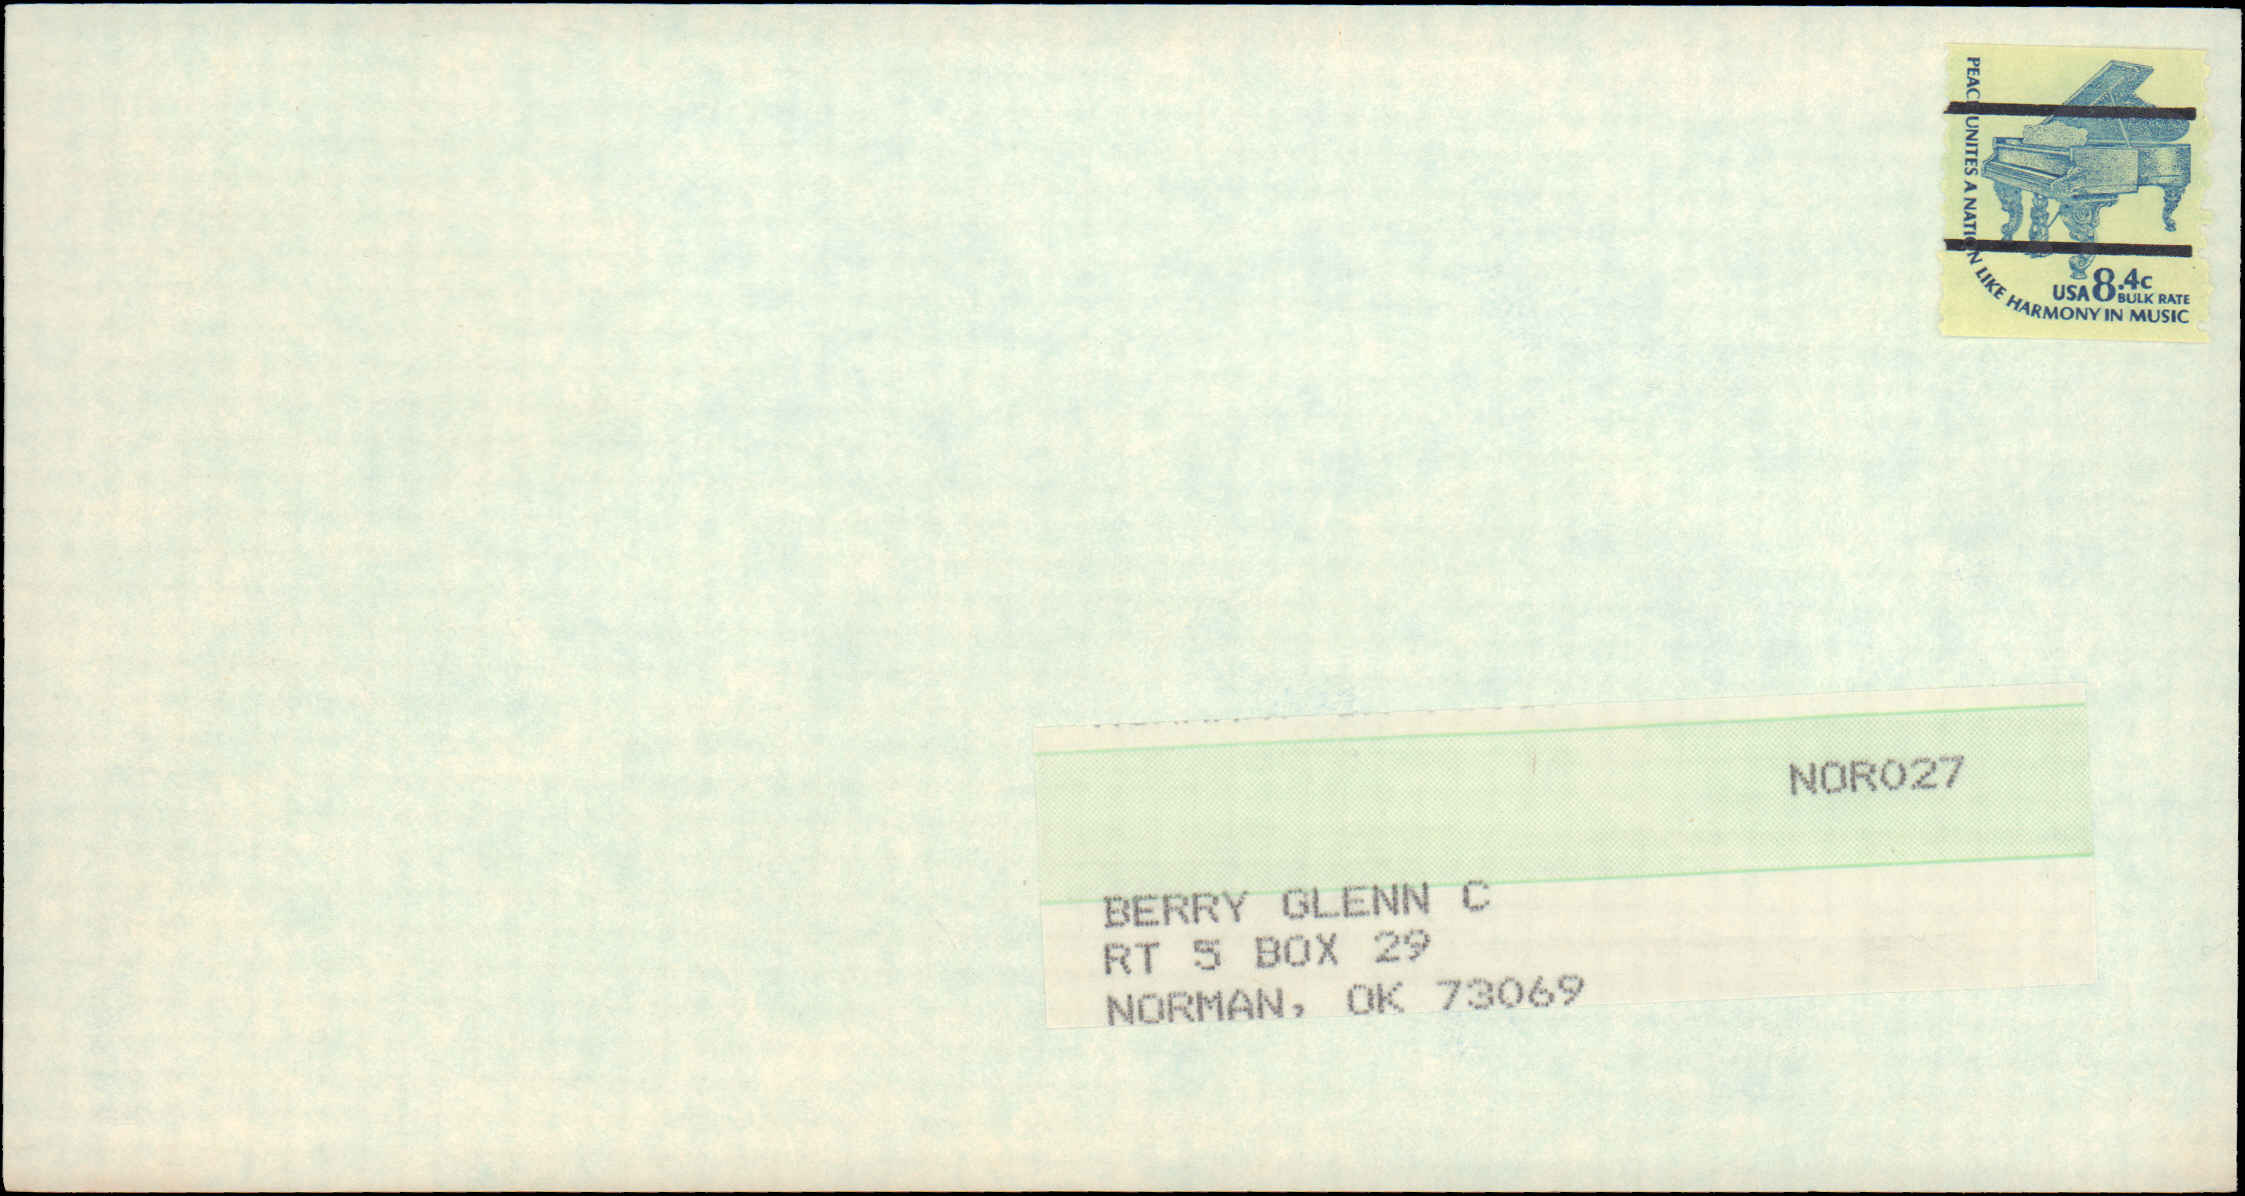 PEACE UNITES A NATION LIKE HARMONY IN MUSIC
USA 8.4c
BULK RATE
NOR027
BERRY GLENN C
RT 5 BOX 29
NORMAN, OK 73069